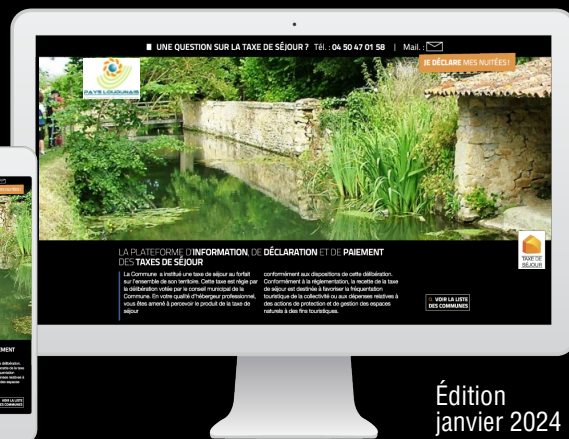 UNE QUESTION SUR LA TAXE DE SÉJOUR ? Tél. : 04 50 47 01 58 | Mail. :
JE DÉCLARE MES NUITÉES !
PAYS LOUDUNAIS
LA PLATEFORME D'INFORMATION, DE DÉCLARATION ET DE PAIEMENT
DES TAXES DE SÉJOUR
La Commune a institué une taxe de séjour au forfait
sur l'ensemble de son territoire. Cette taxe est régie par
la délibération votée par le conseil municipal de la
Commune. En votre qualité d'hébergeur professionnel,
vous êtes amené à percevoir le produit de la taxe de
séjour
conformément aux dispositions de cette délibération.
Conformément à la réglementation, la recette de la taxe
de séjour est destinée à favoriser la fréquentation
touristique de la collectivité ou aux dépenses relatives à
des actions de protection et de gestion des espaces
naturels à des fins touristiques.
TAXE DE
SÉJOUR
VOIR LA LISTE
DES COMMUNES
EMENT
VOIR LA LISTE
DES COMMUNES
Édition
janvier 2024